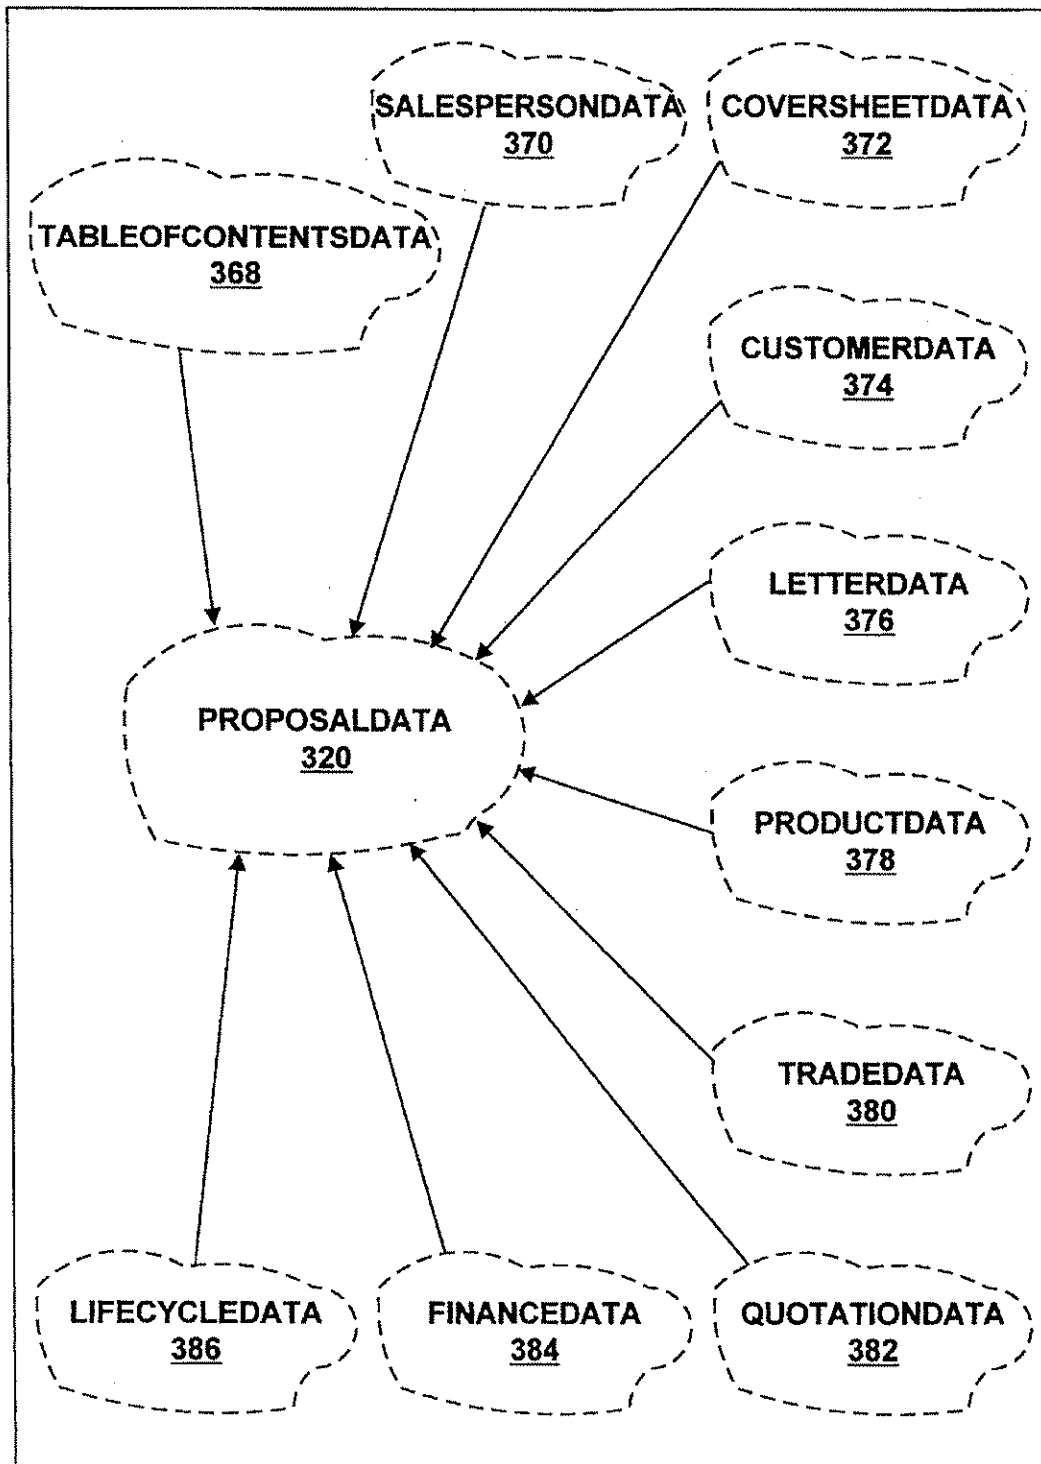 SALESPERSONDATA
370
COVERSHEETDATA
372
TABLEOFCONTENTSDATA
368
CUSTOMERDATA
374
LETTERDATA
376
PROPOSALDATA
320
PRODUCTDATA
378
TRADEDATA
380
LIFECYCLEDATA
386
FINANCEDATA
384
QUOTATIONDATA
382